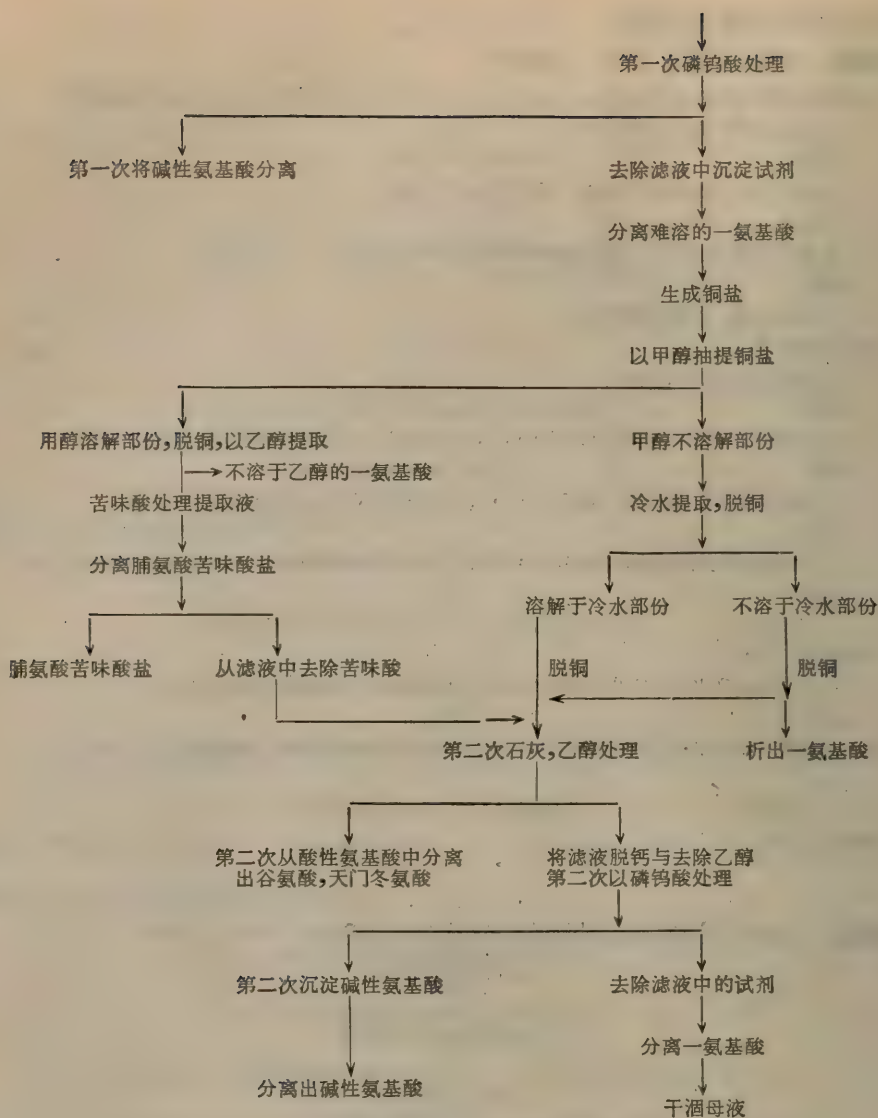 第一次磷钨酸处理
第一次将碱性氨基酸分离
去除滤液中沉淀试剂
分离难溶的一氨基酸
生成铜盐
以甲醇抽提铜盐
用醇溶解部份,脱铜,以乙醇提取
甲醇不溶解部份
不溶于乙醇的一氨基酸
苦味酸处理提取液
冷水提取,脱铜
分离脯氨酸苦味酸盐
溶解于冷水部份
不溶于冷水部份
脯氨酸苦味酸盐
从滤液中去除苦味酸
脱铜
脱铜
第二次石灰,乙醇处理
析出一氨基酸
第二次从酸性氨基酸中分离
出谷氨酸,天门冬氨酸
将滤液脱钙与去除乙醇
第二次以磷钨酸处理
第二次沉淀碱性氨基酸
去除滤液中的试剂
分离一氨基酸
分离出碱性氨基酸
干涸母液